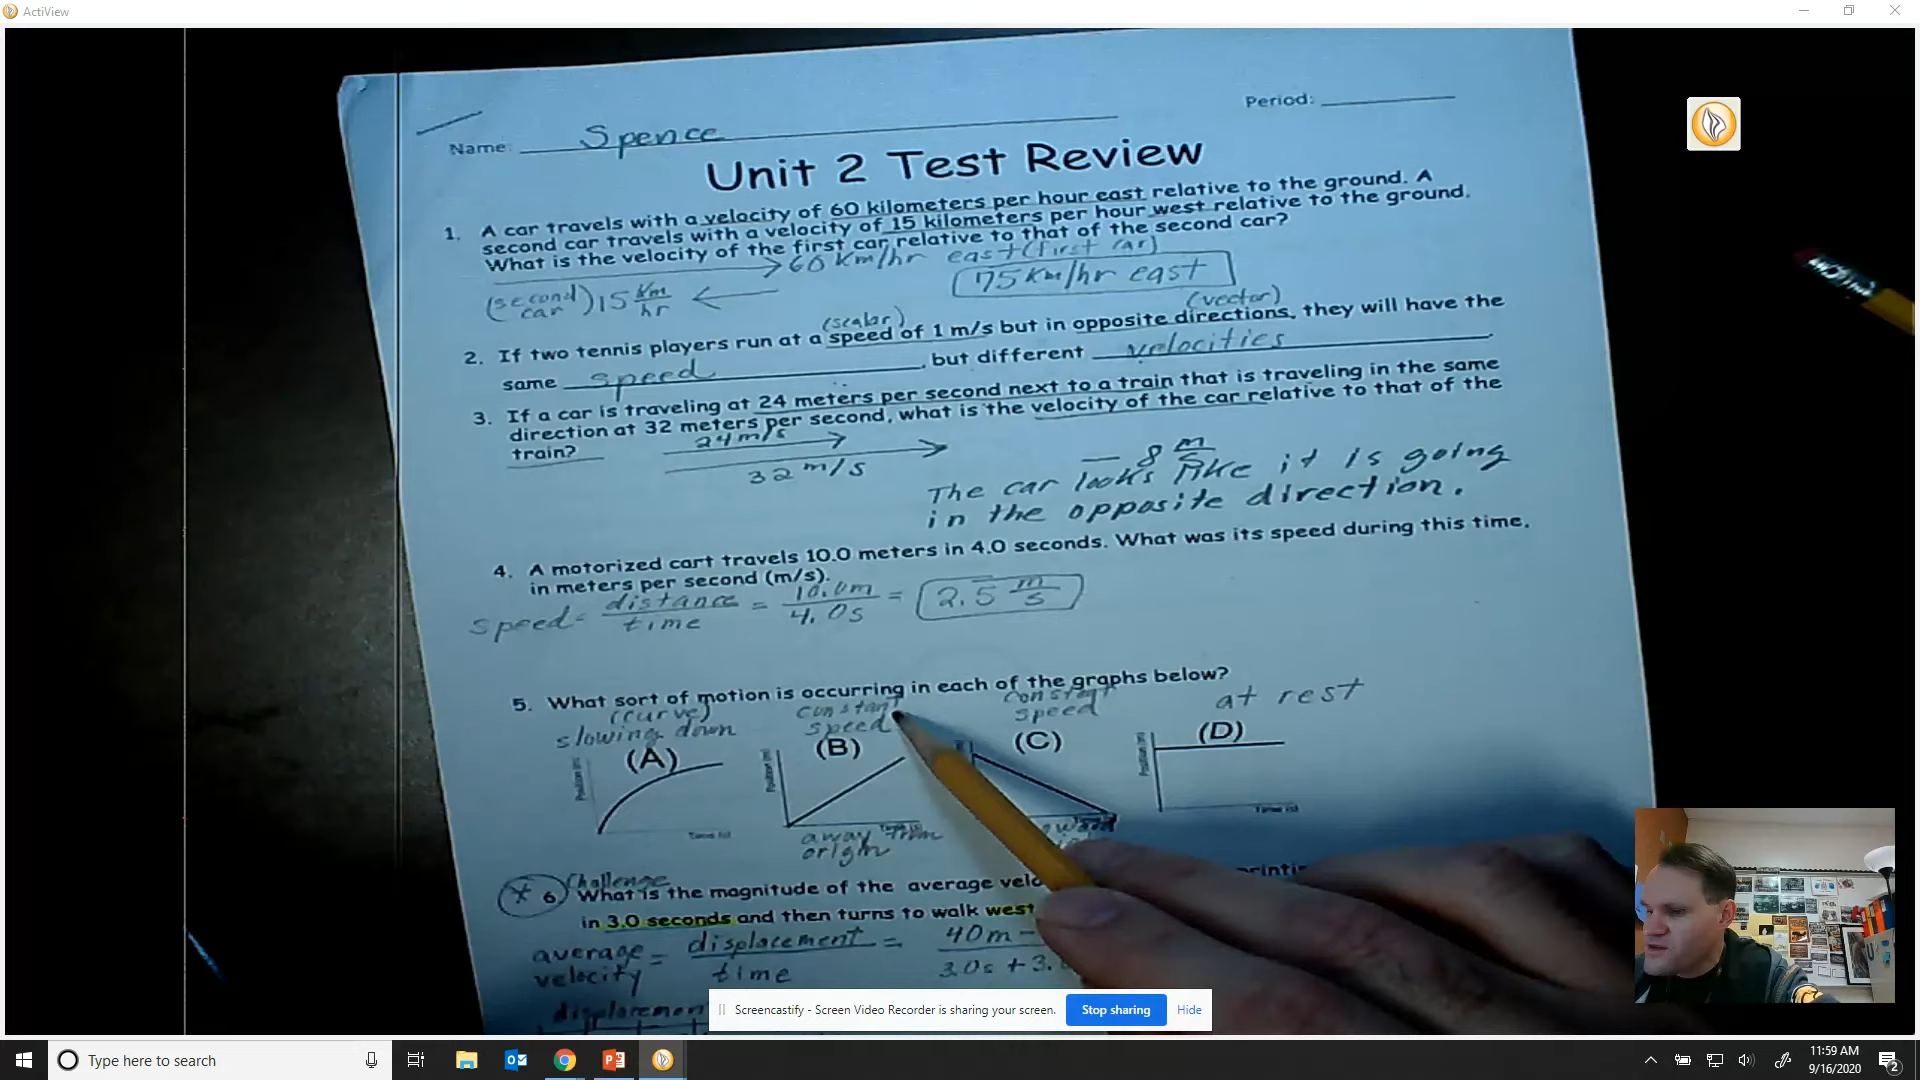 ActiView
Period:
Name: Spence
Unit 2 Test Review
1. A car travels with a velocity of 60 kilometers per hour east relative to the ground. A
second car travels with a velocity of 15 kilometers per hour west relative to the ground.
What is the velocity of the first car relative to that of the second car?
60 km/hr east (first car)
75 km/hr east
(second car) 15 km/hr
(scalar)
(vector)
2. If two tennis players run at a speed of 1 m/s but in opposite directions, they will have the
same speed, but different velocities.
3. If a car is traveling at 24 meters per second next to a train that is traveling in the same
direction at 32 meters per second, what is the velocity of the car relative to that of the
train?
24 m/s
32 m/s
- 8 m/s
The car looks like it is going
in the opposite direction.
4. A motorized cart travels 10.0 meters in 4.0 seconds. What was its speed during this time,
in meters per second (m/s).
speed = distance/time = 10.0m/4.0s = 2.5 m/s
5. What sort of motion is occurring in each of the graphs below?
(curve)
slowing down
constant
speed
constant
speed
at rest
(A)
(B)
(C)
(D)
Position (m)
Time (s)
Position (m)
Position (m)
Time (s)
away from
origin
Challenge
* 6) What is the magnitude of the average
in 3.0 seconds and then turns to walk west
average velocity = displacement/time =
40m -
3.0s + 3.
displacement
Screencastify - Screen Video Recorder is sharing your screen.
Stop sharing
Hide
Type here to search
11:59 AM
9/16/2020
2